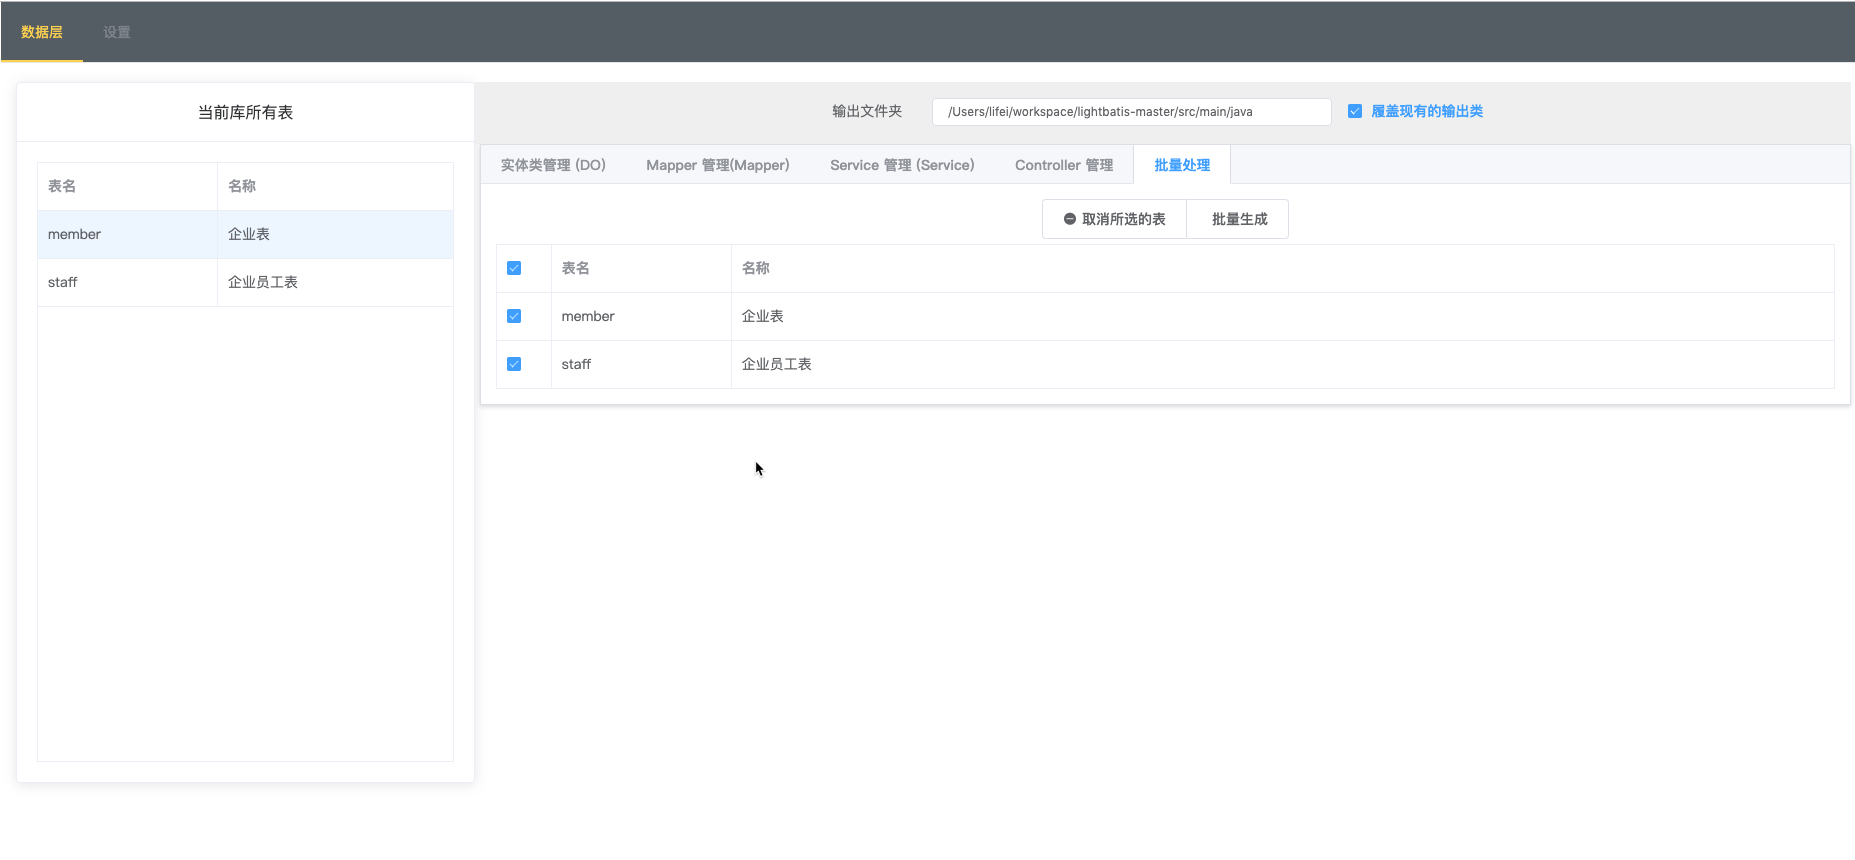 数据层 设置
当前库所有表
表名 名称
member 企业表
staff 企业员工表
输出文件夹 /Users/lifei/workspace/lightbatis-master/src/main/java 履盖现有的输出类
实体类管理 (DO) Mapper 管理(Mapper) Service 管理 (Service) Controller 管理 批量处理
取消所选的表 批量生成
表名 名称
member 企业表
staff 企业员工表